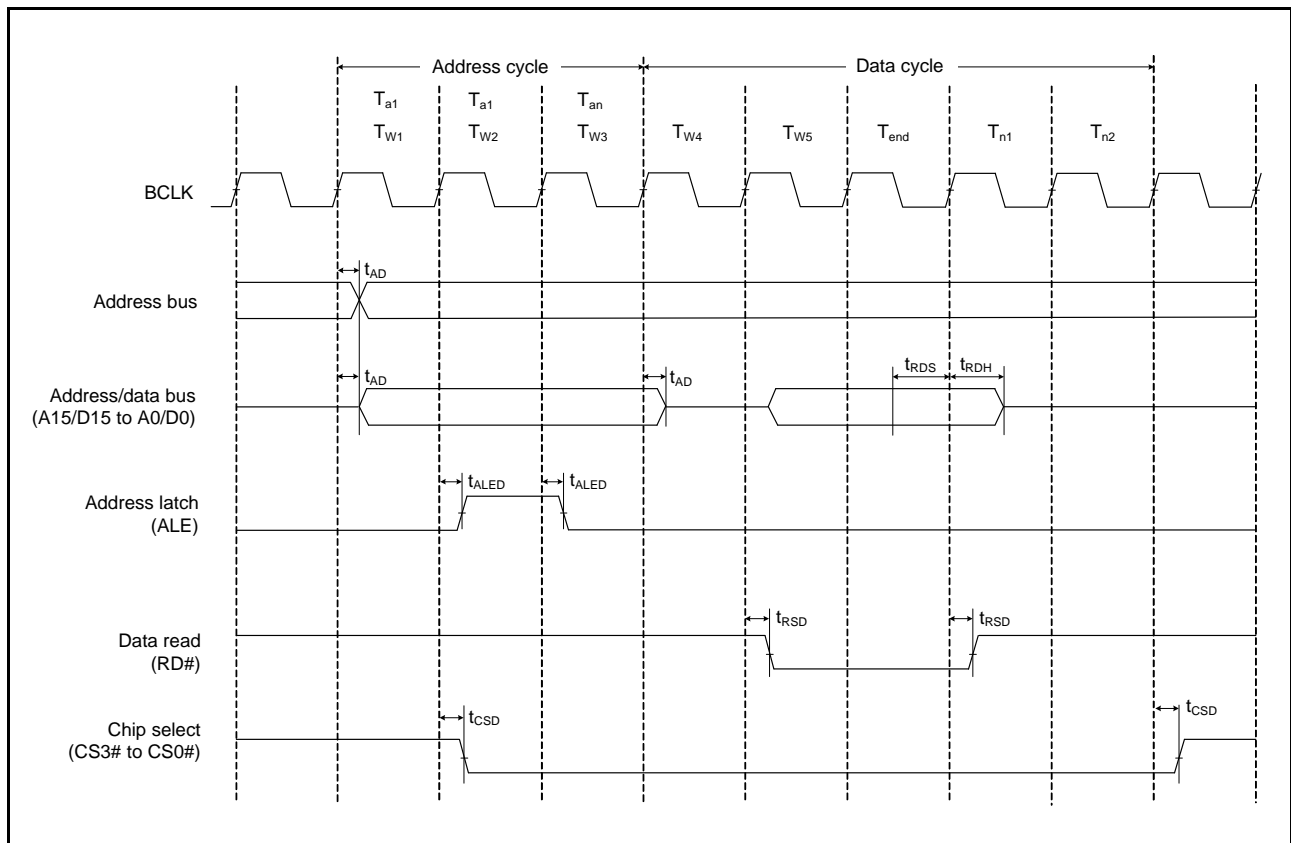 Address cycle
Data cycle
Ta1 Ta1 Tan
TW1 TW2 TW3 TW4 TW5 Tend Tn1 Tn2
BCLK
tAD
Address bus
tAD tAD tRDS tRDH
Address/data bus
(A15/D15 to A0/D0)
tALED tALED
Address latch
(ALE)
tRSD tRSD
Data read
(RD#)
tCSD tCSD
Chip select
(CS3# to CS0#)